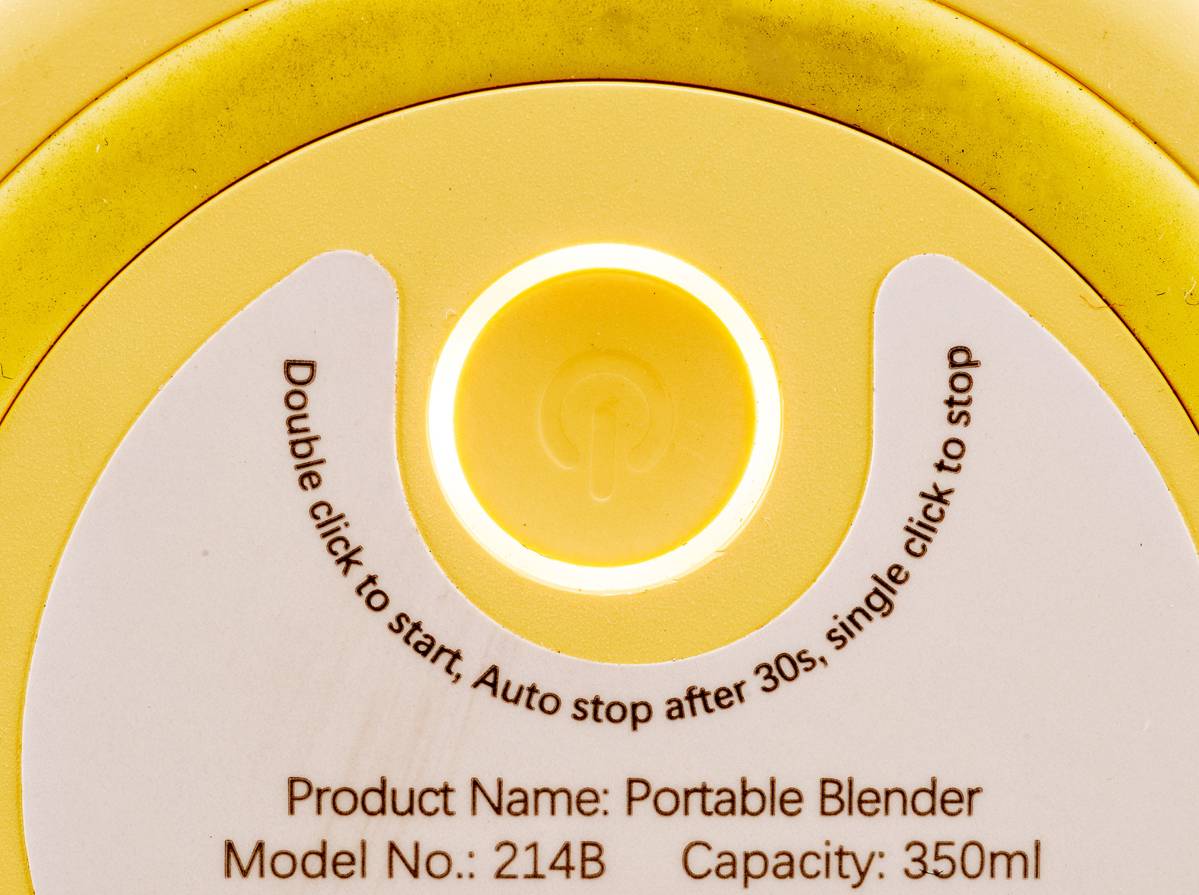 Double click to start, Auto stop after 30s, single click to stop
Product Name: Portable Blender
Model No.: 214B Capacity: 350ml